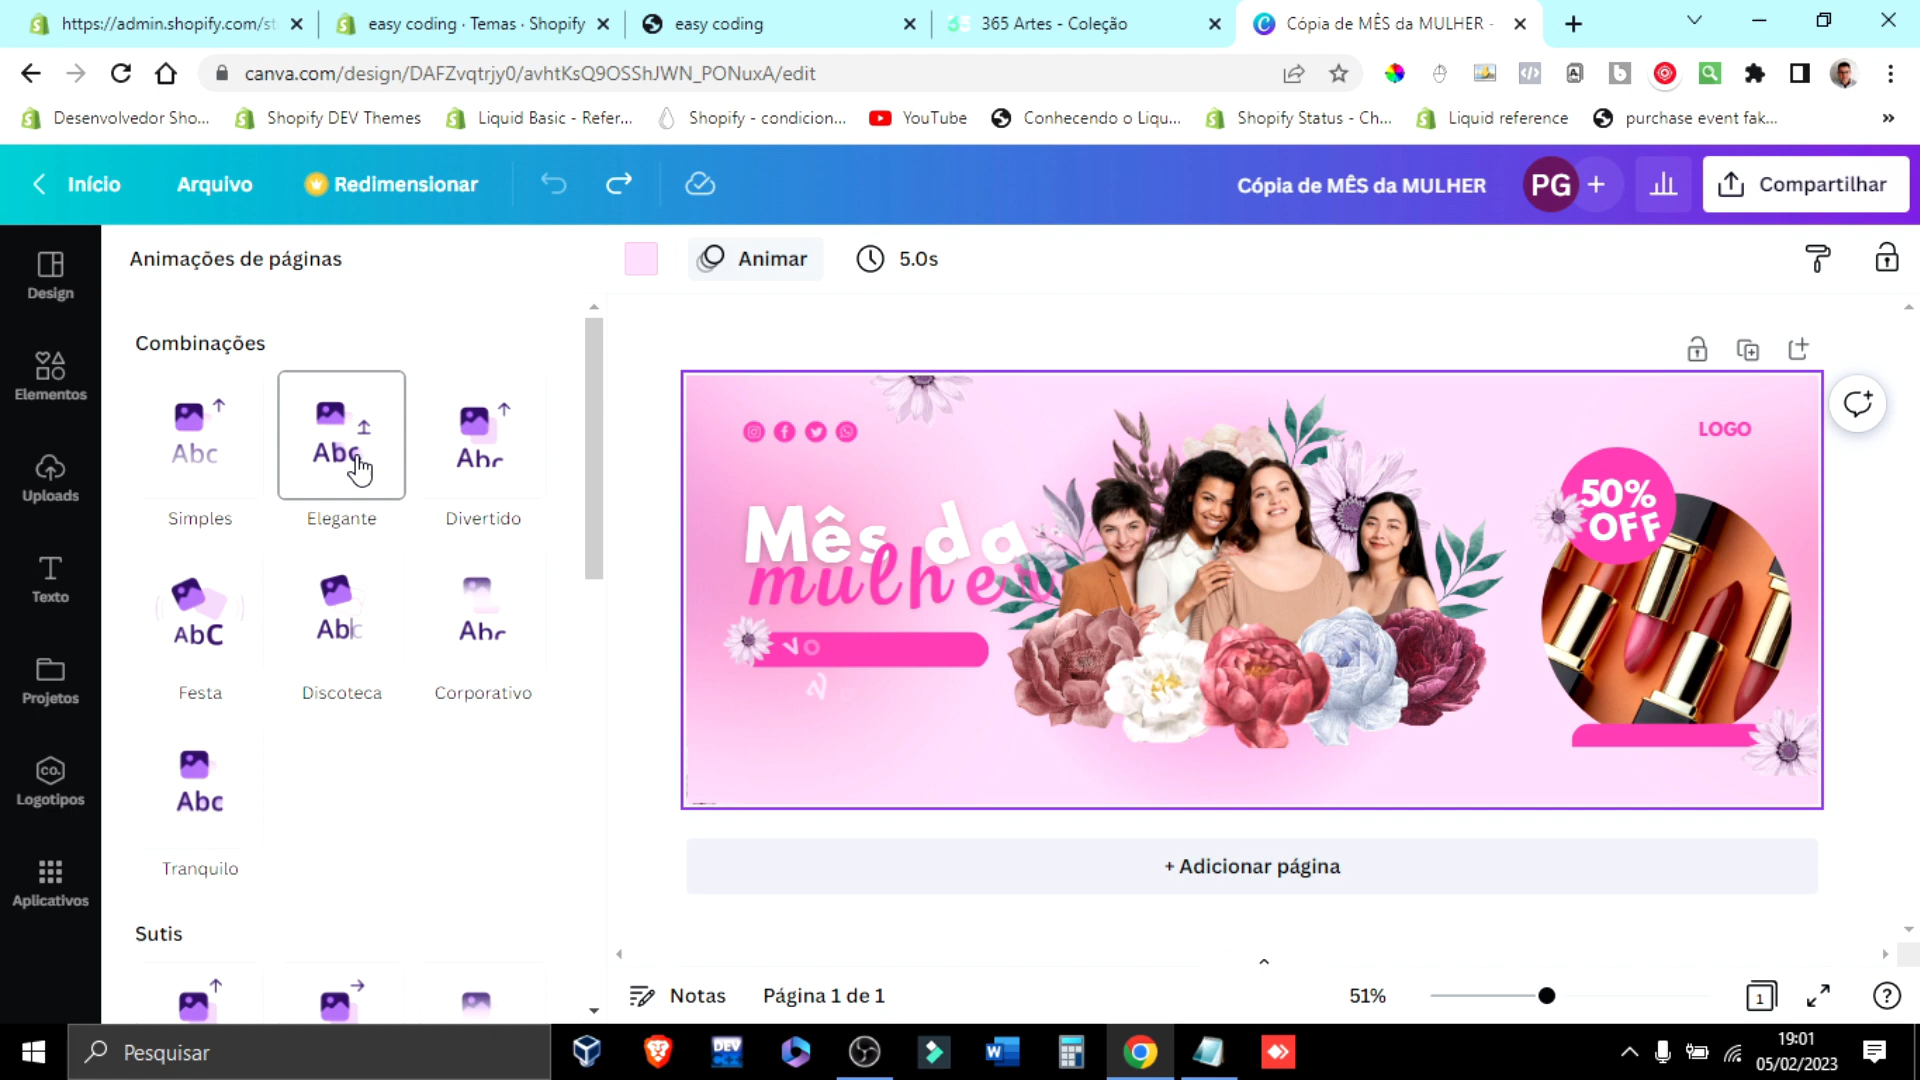 https://admin.shopify.com/st
easy coding · Temas · Shopify
easy coding
365 Artes - Coleção
Cópia de MÊS da MULHER -
canva.com/design/DAFZvqtrjy0/avhtKsQ9OSShJWN_PONuxA/edit
Desenvolvedor Sho...
Shopify DEV Themes
Liquid Basic - Refer...
Shopify - condicion...
YouTube
Conhecendo o Liqu...
Shopify Status - Ch...
Liquid reference
purchase event fak...
Início
Arquivo
Redimensionar
Cópia de MÊS da MULHER
PG
Compartilhar
Design
Elementos
Uploads
Texto
Projetos
CO.
Logotipos
Aplicativos
Animações de páginas
Animar
5.0s
Combinações
Abc
Abc
Abc
Simples
Elegante
Divertido
AbC
Abc
Abc
Festa
Discoteca
Corporativo
Abc
Tranquilo
Sutis
LOGO
50%
OFF
Mês da
mulher
VO
N
+ Adicionar página
Notas
Página 1 de 1
51%
1
Pesquisar
DEV
C++
W
19:01
05/02/2023